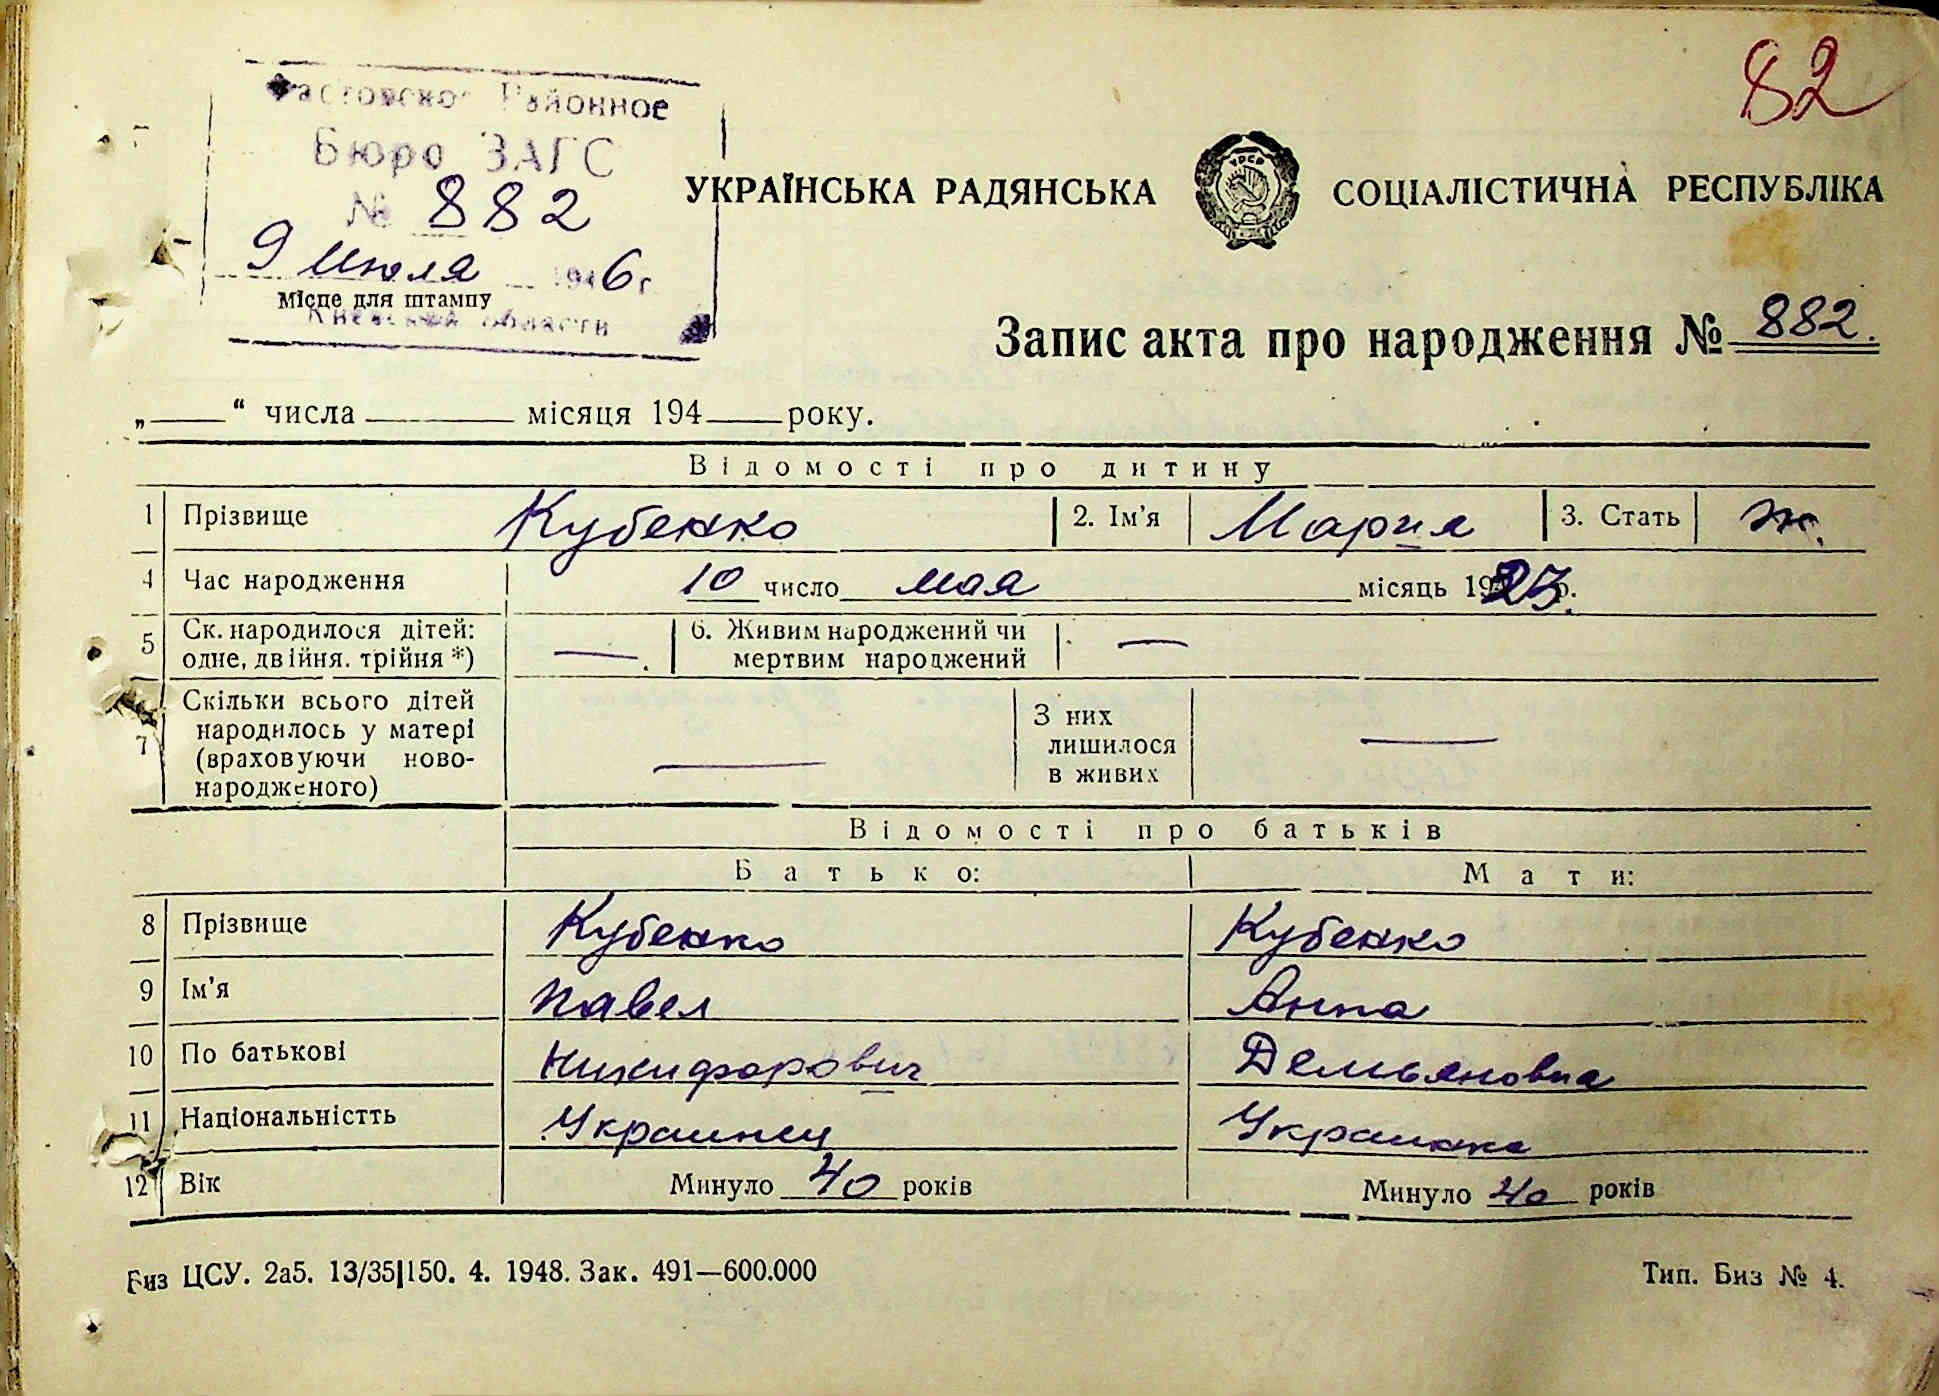 82
Фастовское Районное
Бюро ЗАГС
№ 882
9 Июля 1946 г.
Місце для штампу
Киевская области
УКРАЇНСЬКА РАДЯНСЬКА СОЦІАЛІСТИЧНА РЕСПУБЛІКА
УРСР
Запис акта про народження № 882.
„ “ числа місяця 194 року.
Відомості про дитину
1 Прізвище Кубенко 2. Ім'я Мария 3. Стать ж.
4 Час народження 10 число мая місяць 1923 р.
5 Ск. народилося дітей: одне, двійня. трійня *) —. 6. Живим народжений чи мертвим народжений —
7 Скільки всього дітей народилось у матері (враховуючи ново-народженого) — З них лишилося в живих —
Відомості про батьків
Батько: Мати:
8 Прізвище Кубенко Кубенко
9 Ім'я Павел Анна
10 По батькові Никифорович Демьяновна
11 Національністть Украинец Украинка
12 Вік Минуло 40 років Минуло 40 років
Биз ЦСУ. 2а5. 13/35|150. 4. 1948. Зак. 491—600.000 Тип. Биз № 4.